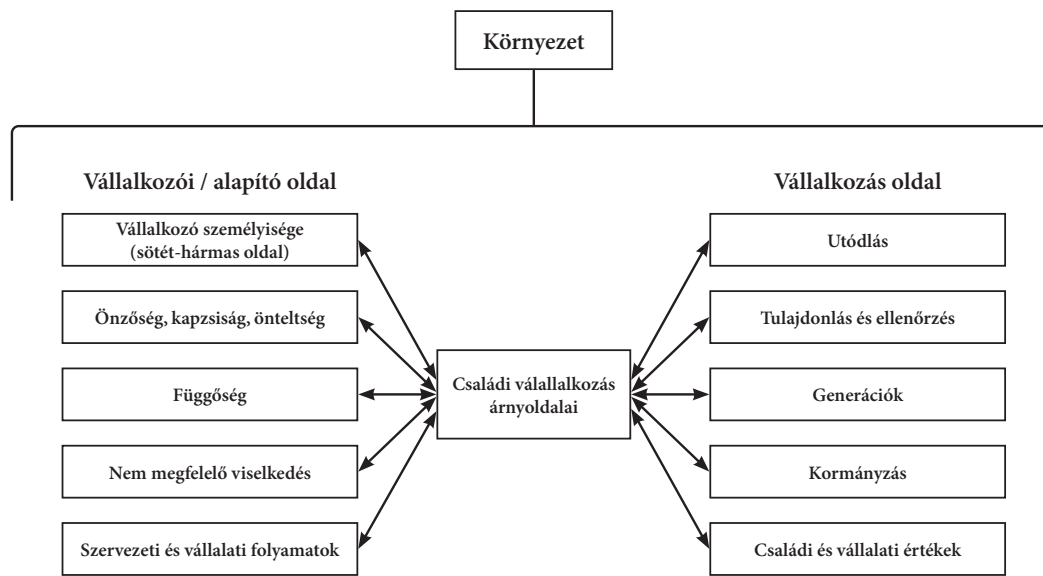 Környezet
Vállalkozói / alapító oldal
Vállalkozó személyisége
(sötét-hármas oldal)
Önzőség, kapzsiság, önteltség
Függőség
Nem megfelelő viselkedés
Szervezeti és vállalati folyamatok
Családi válallalkozás
árnyoldalai
Vállalkozás oldal
Utódlás
Tulajdonlás és ellenőrzés
Generációk
Kormányzás
Családi és vállalati értékek